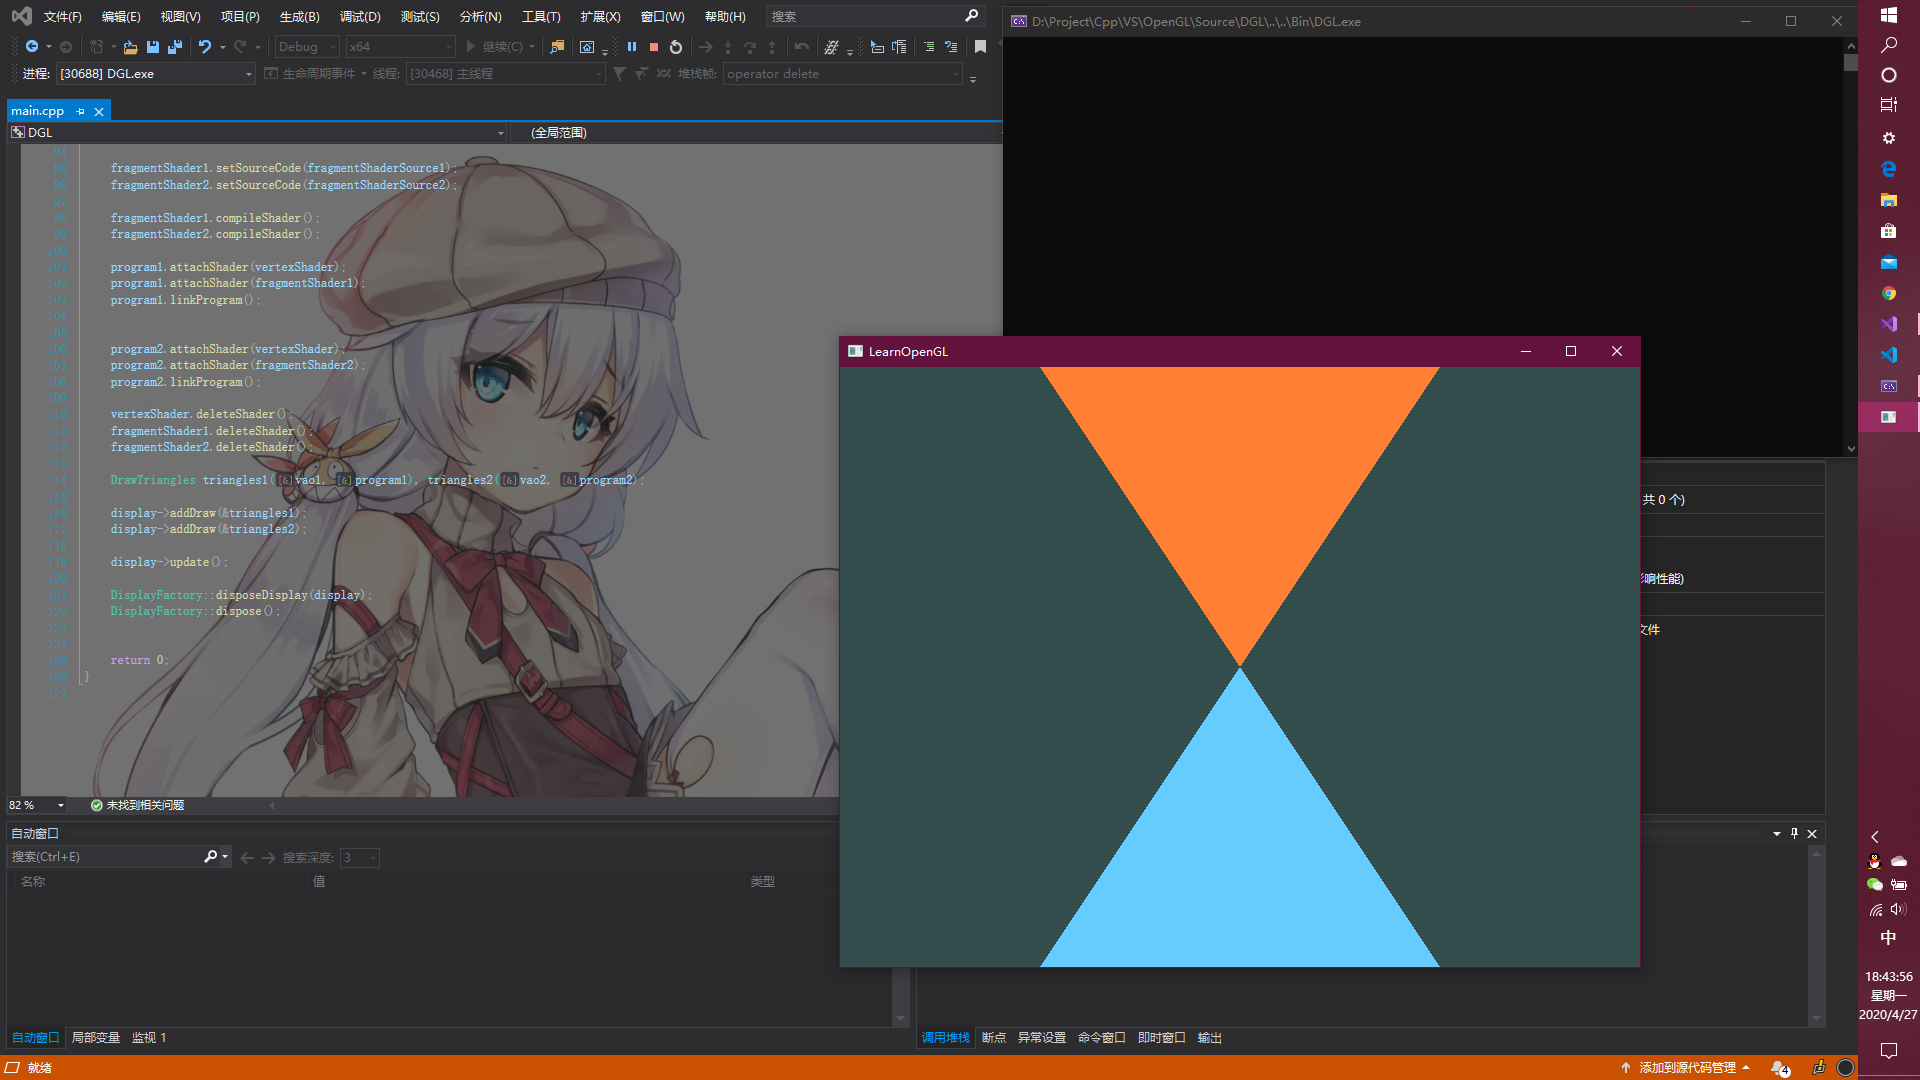 文件(F) 编辑(E) 视图(V) 项目(P) 生成(B) 调试(D) 测试(S) 分析(N) 工具(T) 扩展(X) 窗口(W) 帮助(H) 搜索
Debug x64 继续(C)
进程: [30688] DGL.exe 生命周期事件 线程: [30468] 主线程 堆栈帧: operator delete
main.cpp
DGL (全局范围)
94
95 fragmentShader1.setSourceCode(fragmentShaderSource1);
96 fragmentShader2.setSourceCode(fragmentShaderSource2);
97
98 fragmentShader1.compileShader();
99 fragmentShader2.compileShader();
100
101 program1.attachShader(vertexShader);
102 program1.attachShader(fragmentShader1);
103 program1.linkProgram();
104
105
106 program2.attachShader(vertexShader);
107 program2.attachShader(fragmentShader2);
108 program2.linkProgram();
109
110 vertexShader.deleteShader();
111 fragmentShader1.deleteShader();
112 fragmentShader2.deleteShader();
113
114 DrawTriangles triangles1([&]vao1, [&]program1), triangles2([&]vao2, [&]program2);
115
116 display->addDraw(&triangles1);
117 display->addDraw(&triangles2);
118
119 display->update();
120
121 DisplayFactory::disposeDisplay(display);
122 DisplayFactory::dispose();
123
124
125 return 0;
126 }
127
82 % 未找到相关问题
自动窗口
搜索(Ctrl+E) 搜索深度: 3
名称 值 类型
自动窗口 局部变量 监视 1
D:\Project\Cpp\VS\OpenGL\Source\DGL\..\..\Bin\DGL.exe
LearnOpenGL
共 0 个)
响性能)
文件
调用堆栈 断点 异常设置 命令窗口 即时窗口 输出
就绪
添加到源代码管理
4
中
18:43:56
星期一
2020/4/27